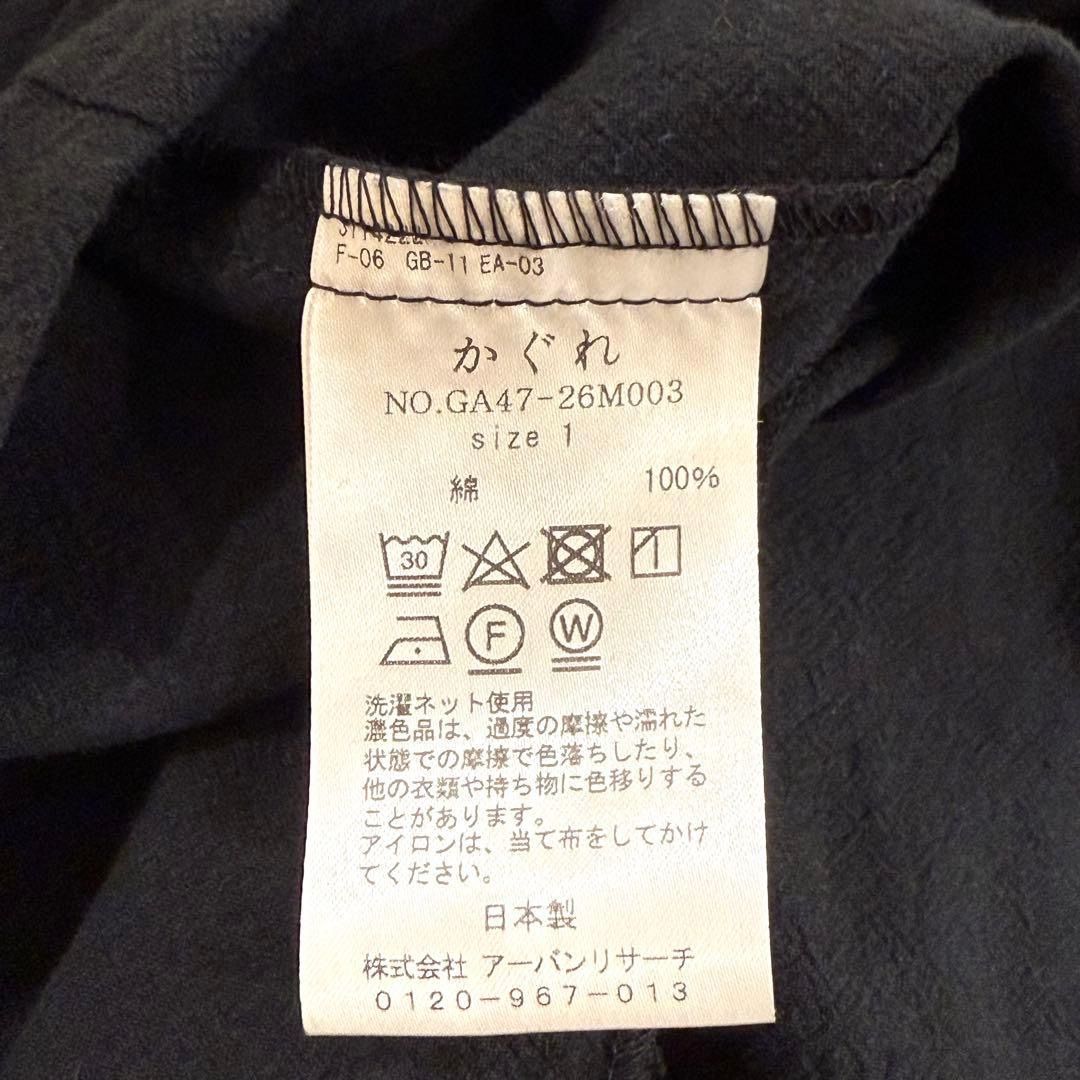 F-06 GB-11 EA-03
かぐれ
NO.GA47-26M003
size 1
綿 100%
30
F W
洗濯ネット使用
濃色品は、過度の摩擦や濡れた
状態での摩擦で色落ちしたり、
他の衣類や持ち物に色移りする
ことがあります。
アイロンは、当て布をしてかけ
てください。
日本製
株式会社 アーバンリサーチ
0120-967-013